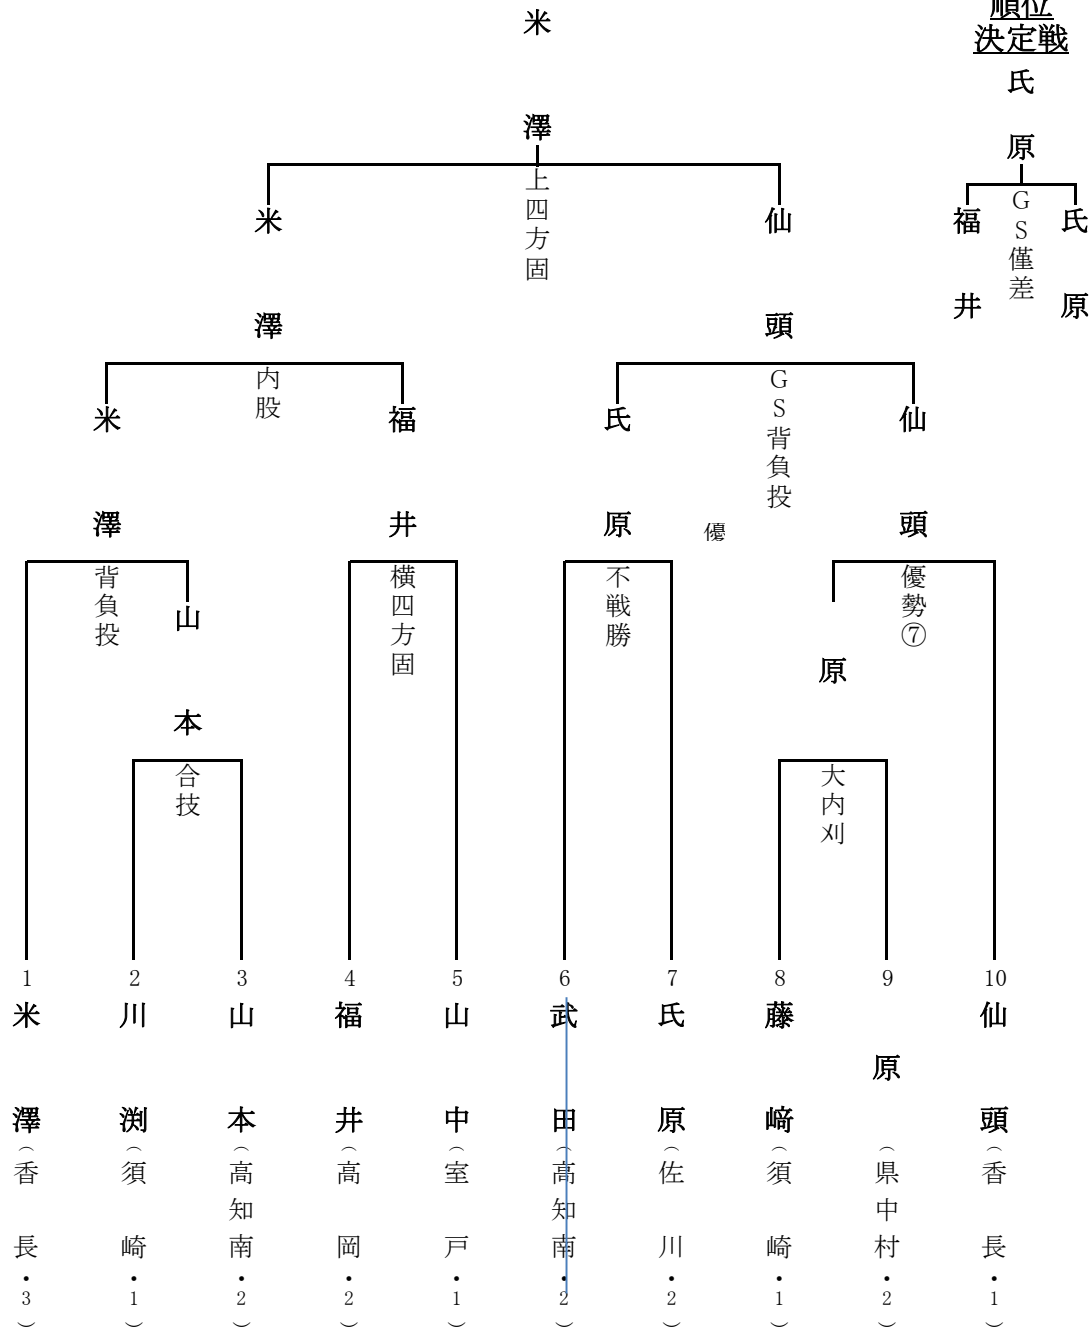 順位
決定戦
氏原
GS僅差
福井
氏原
米澤
上四方固
米澤
仙頭
内股
GS背負投
米澤
福井
氏原
仙頭
優
背負投
横四方固
不戦勝
優勢⑦
山本
原
合技
大内刈
1
米澤
（香長・3）
2
川渕
（須崎・1）
3
山本
（高知南・2）
4
福井
（高岡・2）
5
山中
（室戸・1）
6
武田
（高知南・2）
7
氏原
（佐川・2）
8
藤﨑
（須崎・1）
9
原
（県中村・2）
10
仙頭
（香長・1）